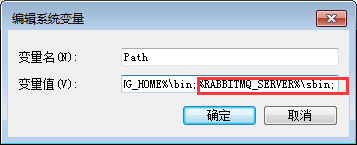 编辑系统变量
变量名(N): Path
变量值(V): G_HOME%\bin;%RABBITMQ_SERVER%\sbin;
确定 取消